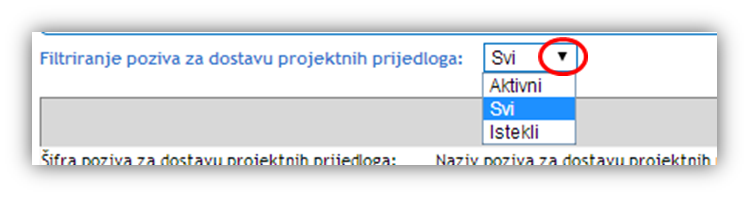 Filtriranje poziva za dostavu projektnih prijedloga: Svi
Aktivni
Svi
Istekli
Šifra poziva za dostavu projektnih prijedloga: Naziv poziva za dostavu projektnih